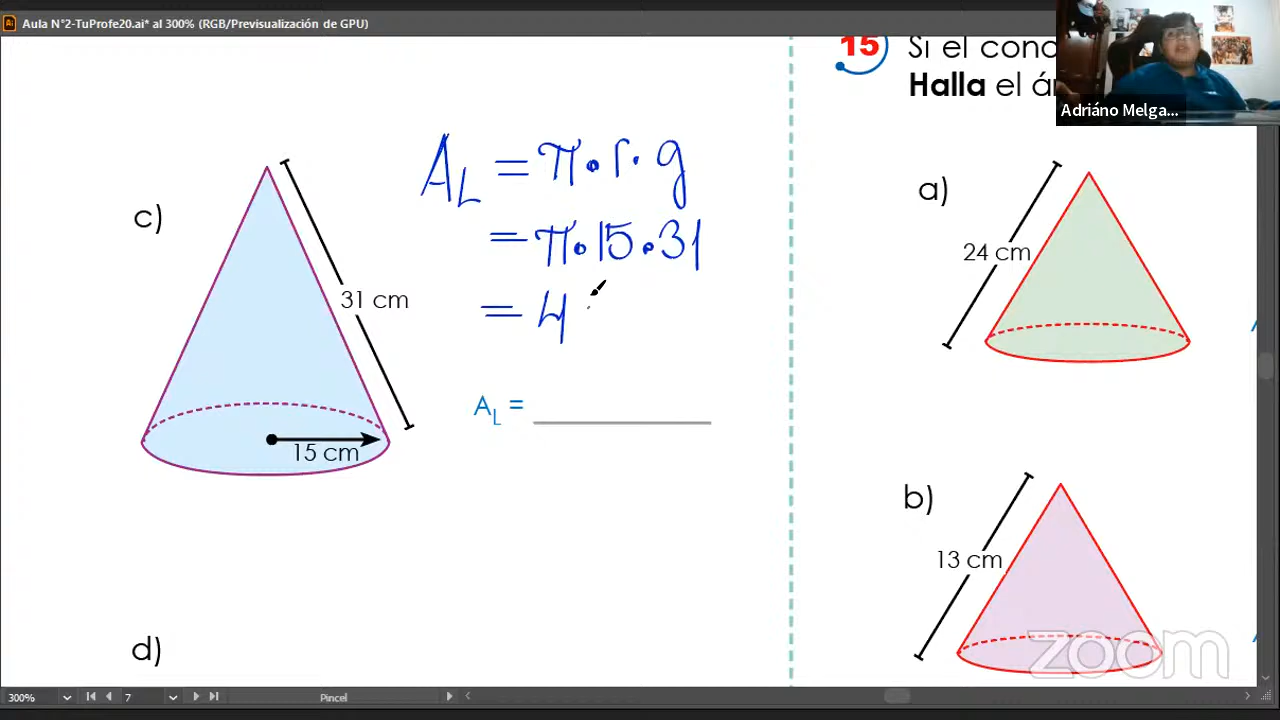 Ai Aula N°2-TuProfe20.ai* al 300% (RGB/Previsualización de GPU)
c)
31 cm
15 cm
A_L = π·r·g
= π·15·31
= 4
A_L =
d)
15 Si el cono
Halla el
Adriáno Melga...
a)
24 cm
b)
13 cm
zoom
300%
7
Pincel